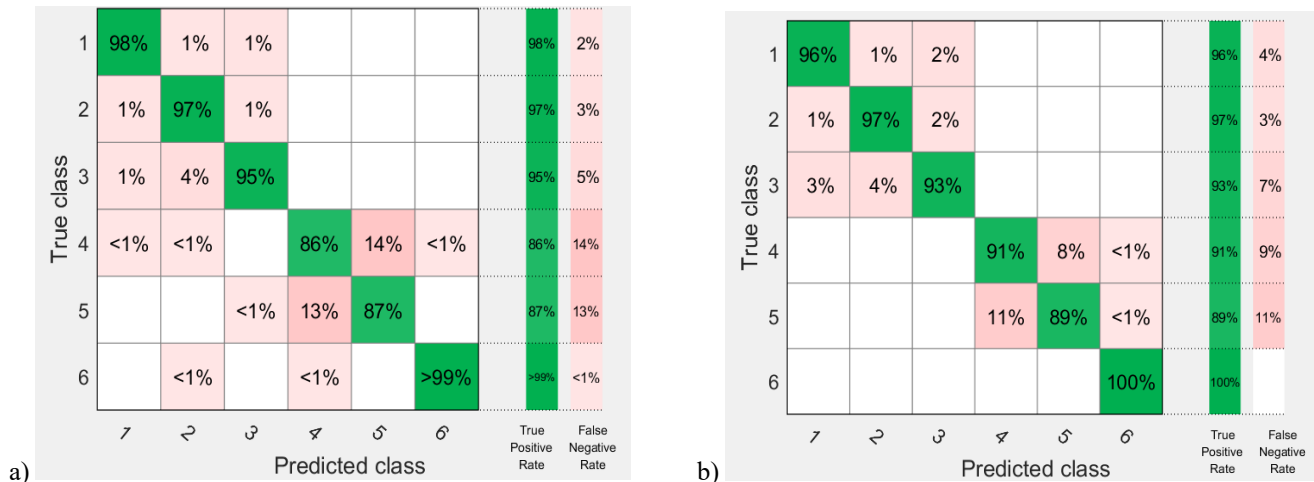 1 98% 1% 1% 98% 2%
2 1% 97% 1% 97% 3%
3 1% 4% 95% 95% 5%
4 <1% <1% 86% 14% <1% 86% 14%
5 <1% 13% 87% 87% 13%
6 <1% <1% >99% >99% <1%
True class
1 2 3 4 5 6
True Positive Rate
False Negative Rate
Predicted class
a)
1 96% 1% 2% 96% 4%
2 1% 97% 2% 97% 3%
3 3% 4% 93% 93% 7%
4 91% 8% <1% 91% 9%
5 11% 89% <1% 89% 11%
6 100% 100%
True class
1 2 3 4 5 6
True Positive Rate
False Negative Rate
Predicted class
b)